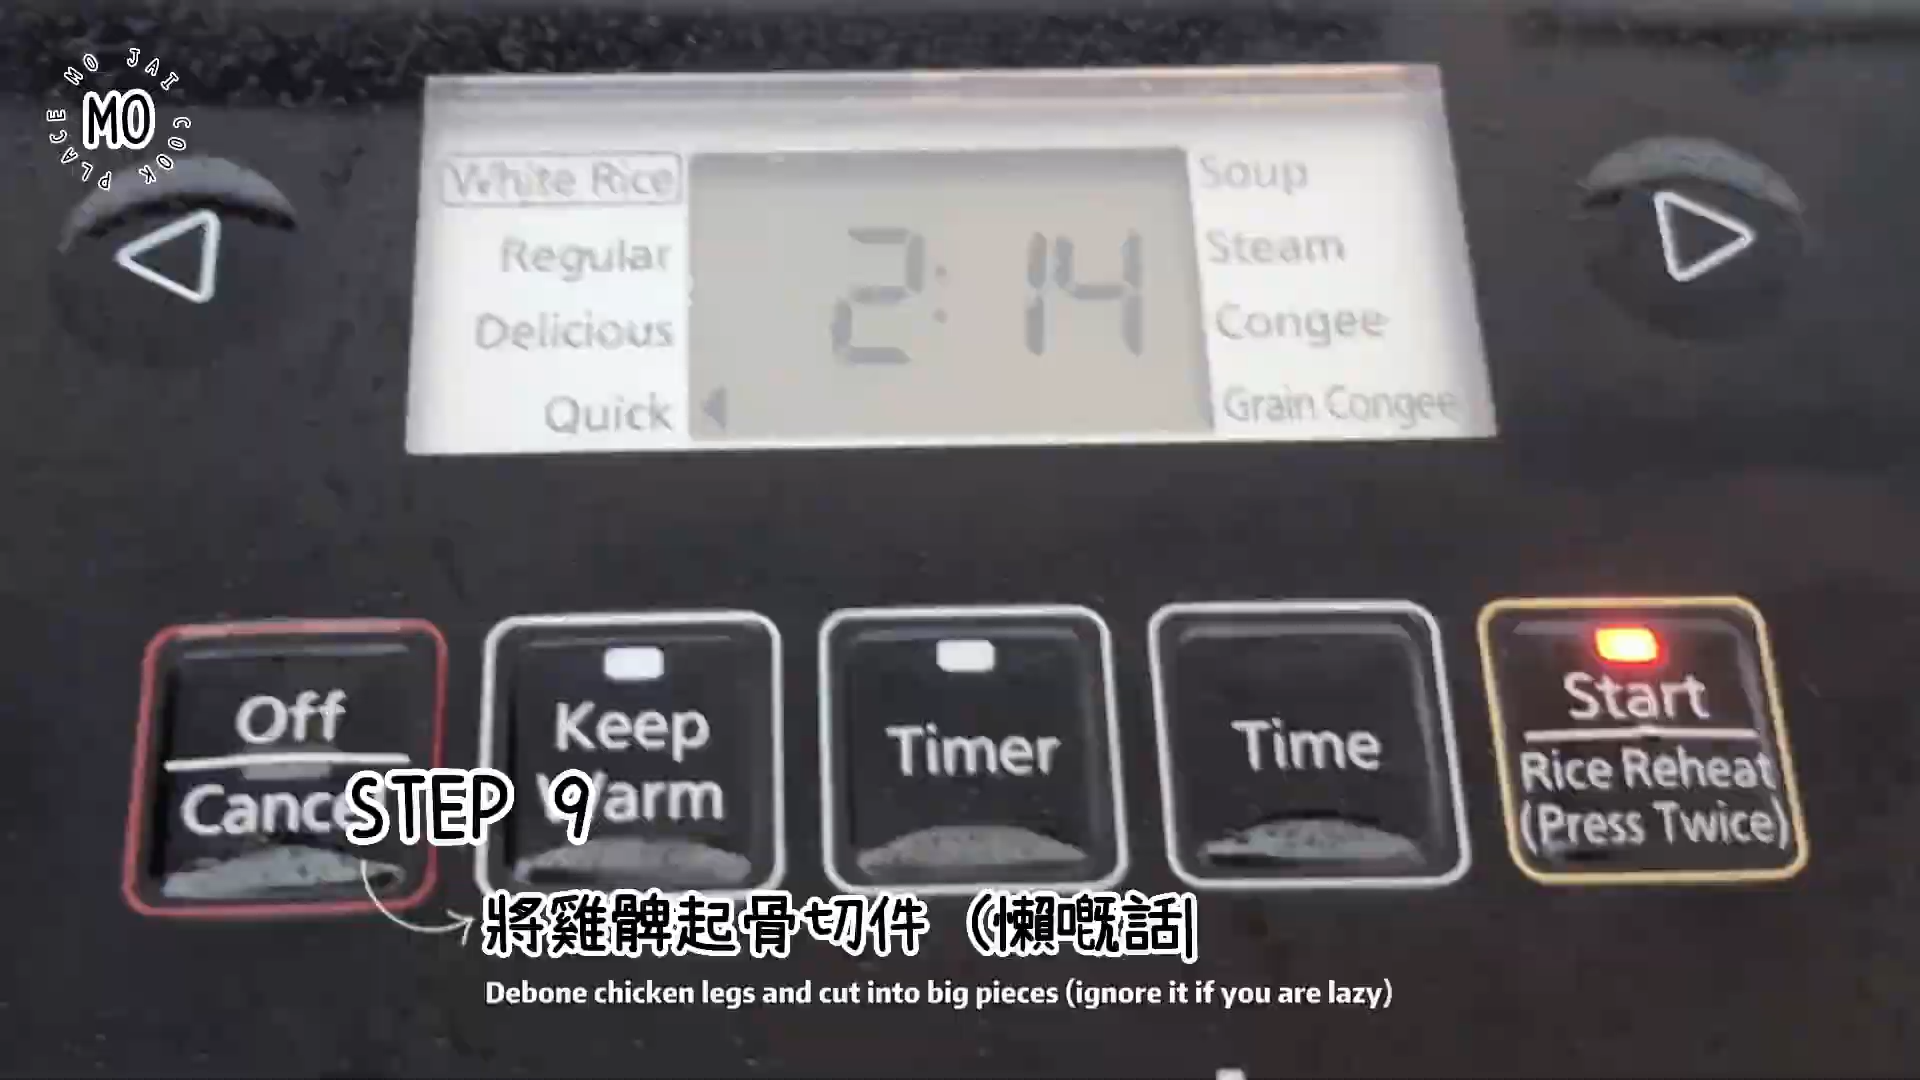 MO JAI COOK PLACE
MO
White Rice
Regular
Delicious
Quick
2:14
Soup
Steam
Congee
Grain Congee
Off
Cance
Keep
Warm
Timer
Time
Start
Rice Reheat
(Press Twice)
STEP 9
將雞髀起骨切件（懶嘅話
Debone chicken legs and cut into big pieces (ignore it if you are lazy)